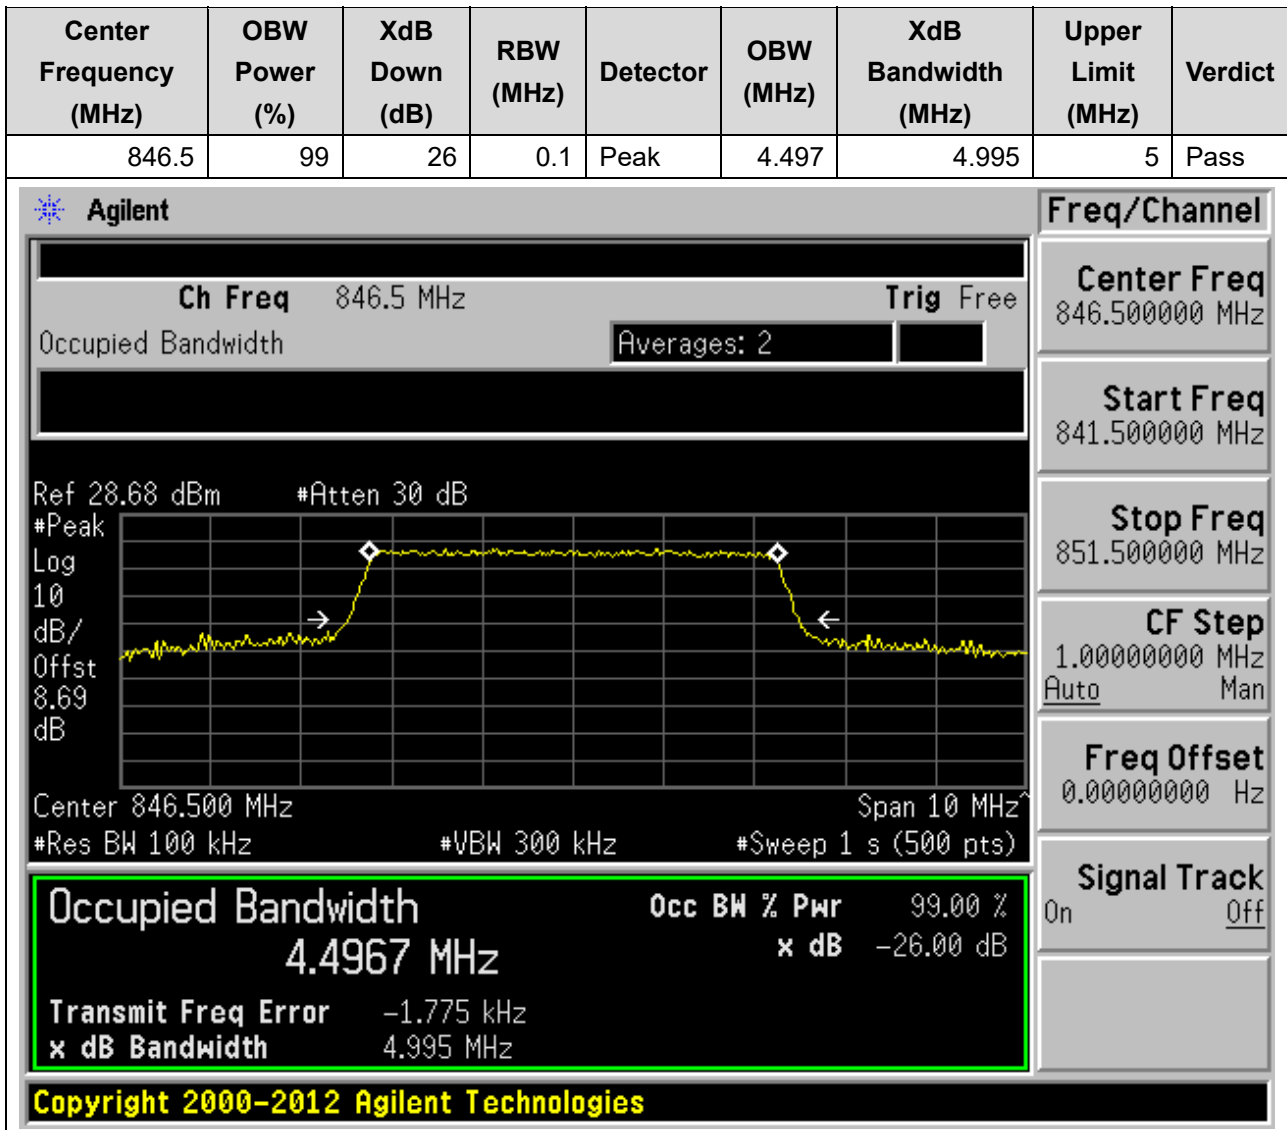 Center Frequency (MHz) OBW Power (%) XdB Down (dB) RBW (MHz) Detector OBW (MHz) XdB Bandwidth (MHz) Upper Limit (MHz) Verdict
846.5 99 26 0.1 Peak 4.497 4.995 5 Pass
Agilent
Freq/Channel
Ch Freq 846.5 MHz Trig Free
Occupied Bandwidth Averages: 2
Ref 28.68 dBm #Atten 30 dB
#Peak
Log
10
dB/
Offst
8.69
dB
Center 846.500 MHz Span 10 MHz^
#Res BW 100 kHz #VBW 300 kHz #Sweep 1 s (500 pts)
Occupied Bandwidth Occ BW % Pwr 99.00 %
4.4967 MHz x dB -26.00 dB
Transmit Freq Error -1.775 kHz
x dB Bandwidth 4.995 MHz
Center Freq
846.500000 MHz
Start Freq
841.500000 MHz
Stop Freq
851.500000 MHz
CF Step
1.00000000 MHz
Auto Man
Freq Offset
0.00000000 Hz
Signal Track
On Off
Copyright 2000-2012 Agilent Technologies